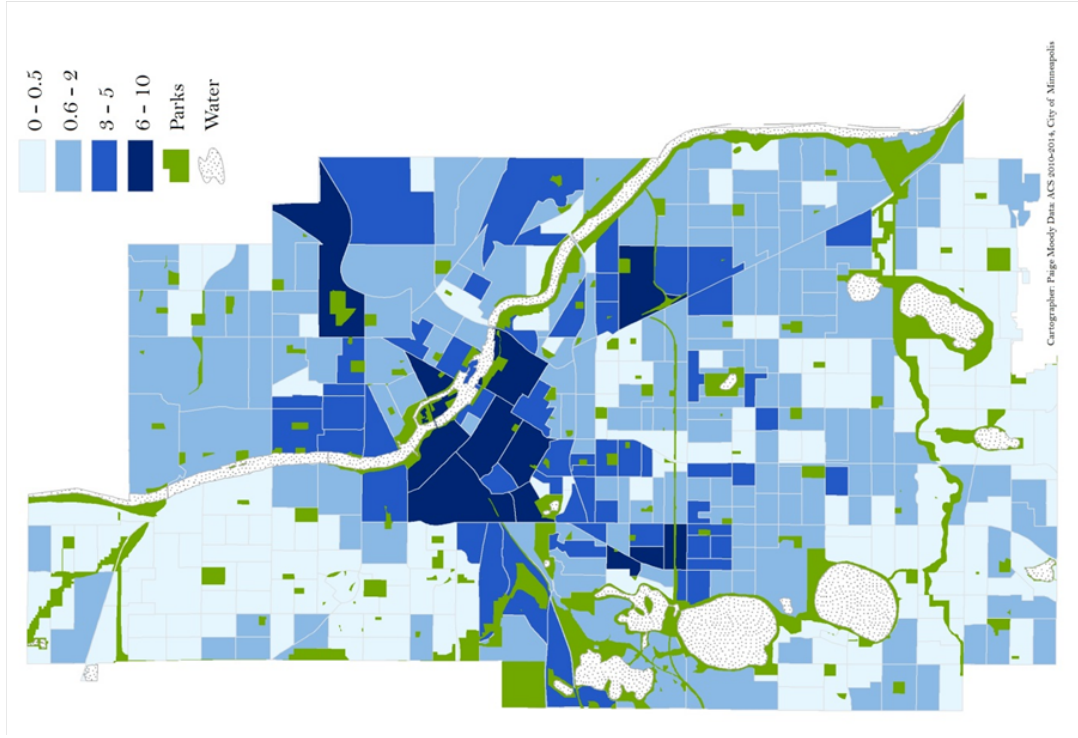 0 - 0.5
0.6 - 2
3 - 5
6 - 10
Parks
Water
Cartographer: Paige Moody Data: ACS 2010-2014, City of Minneapolis